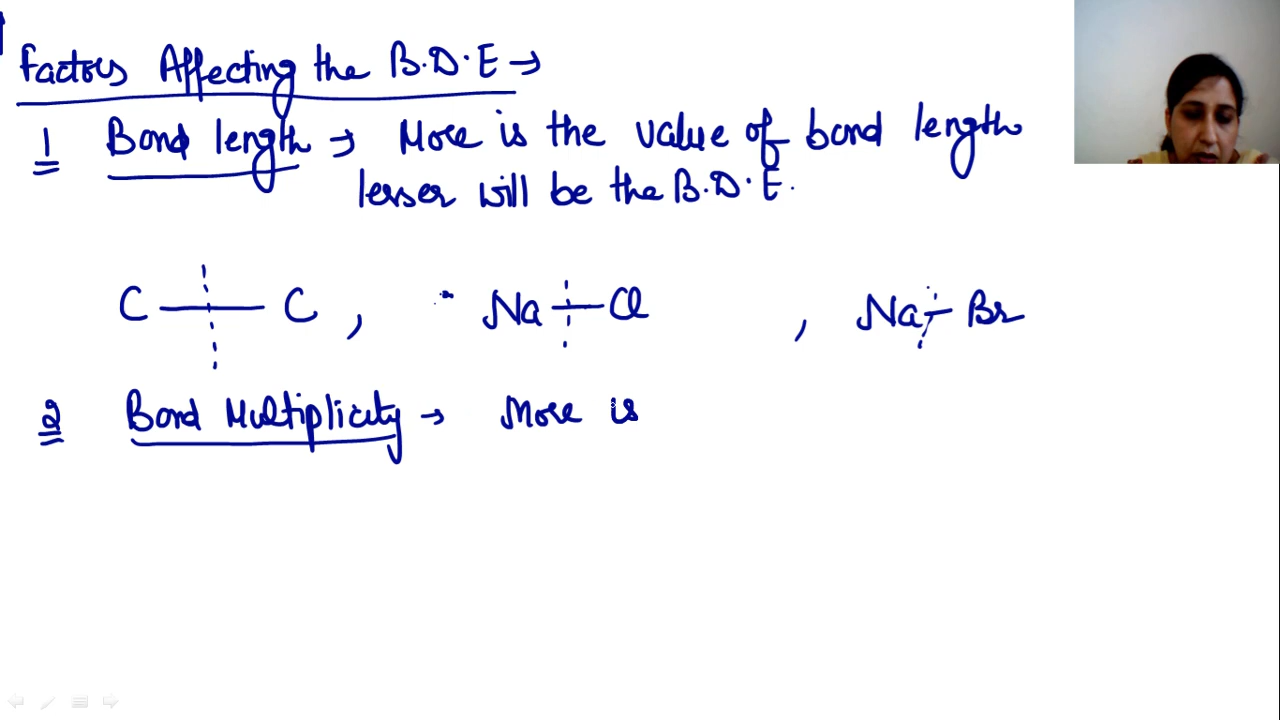 Factors Affecting the B.D.E →
1 Bond length → More is the value of bond length
lesser will be the B.D.E.
C — C , Na — Cl , Na — Br
2 Bond Multiplicity → More is